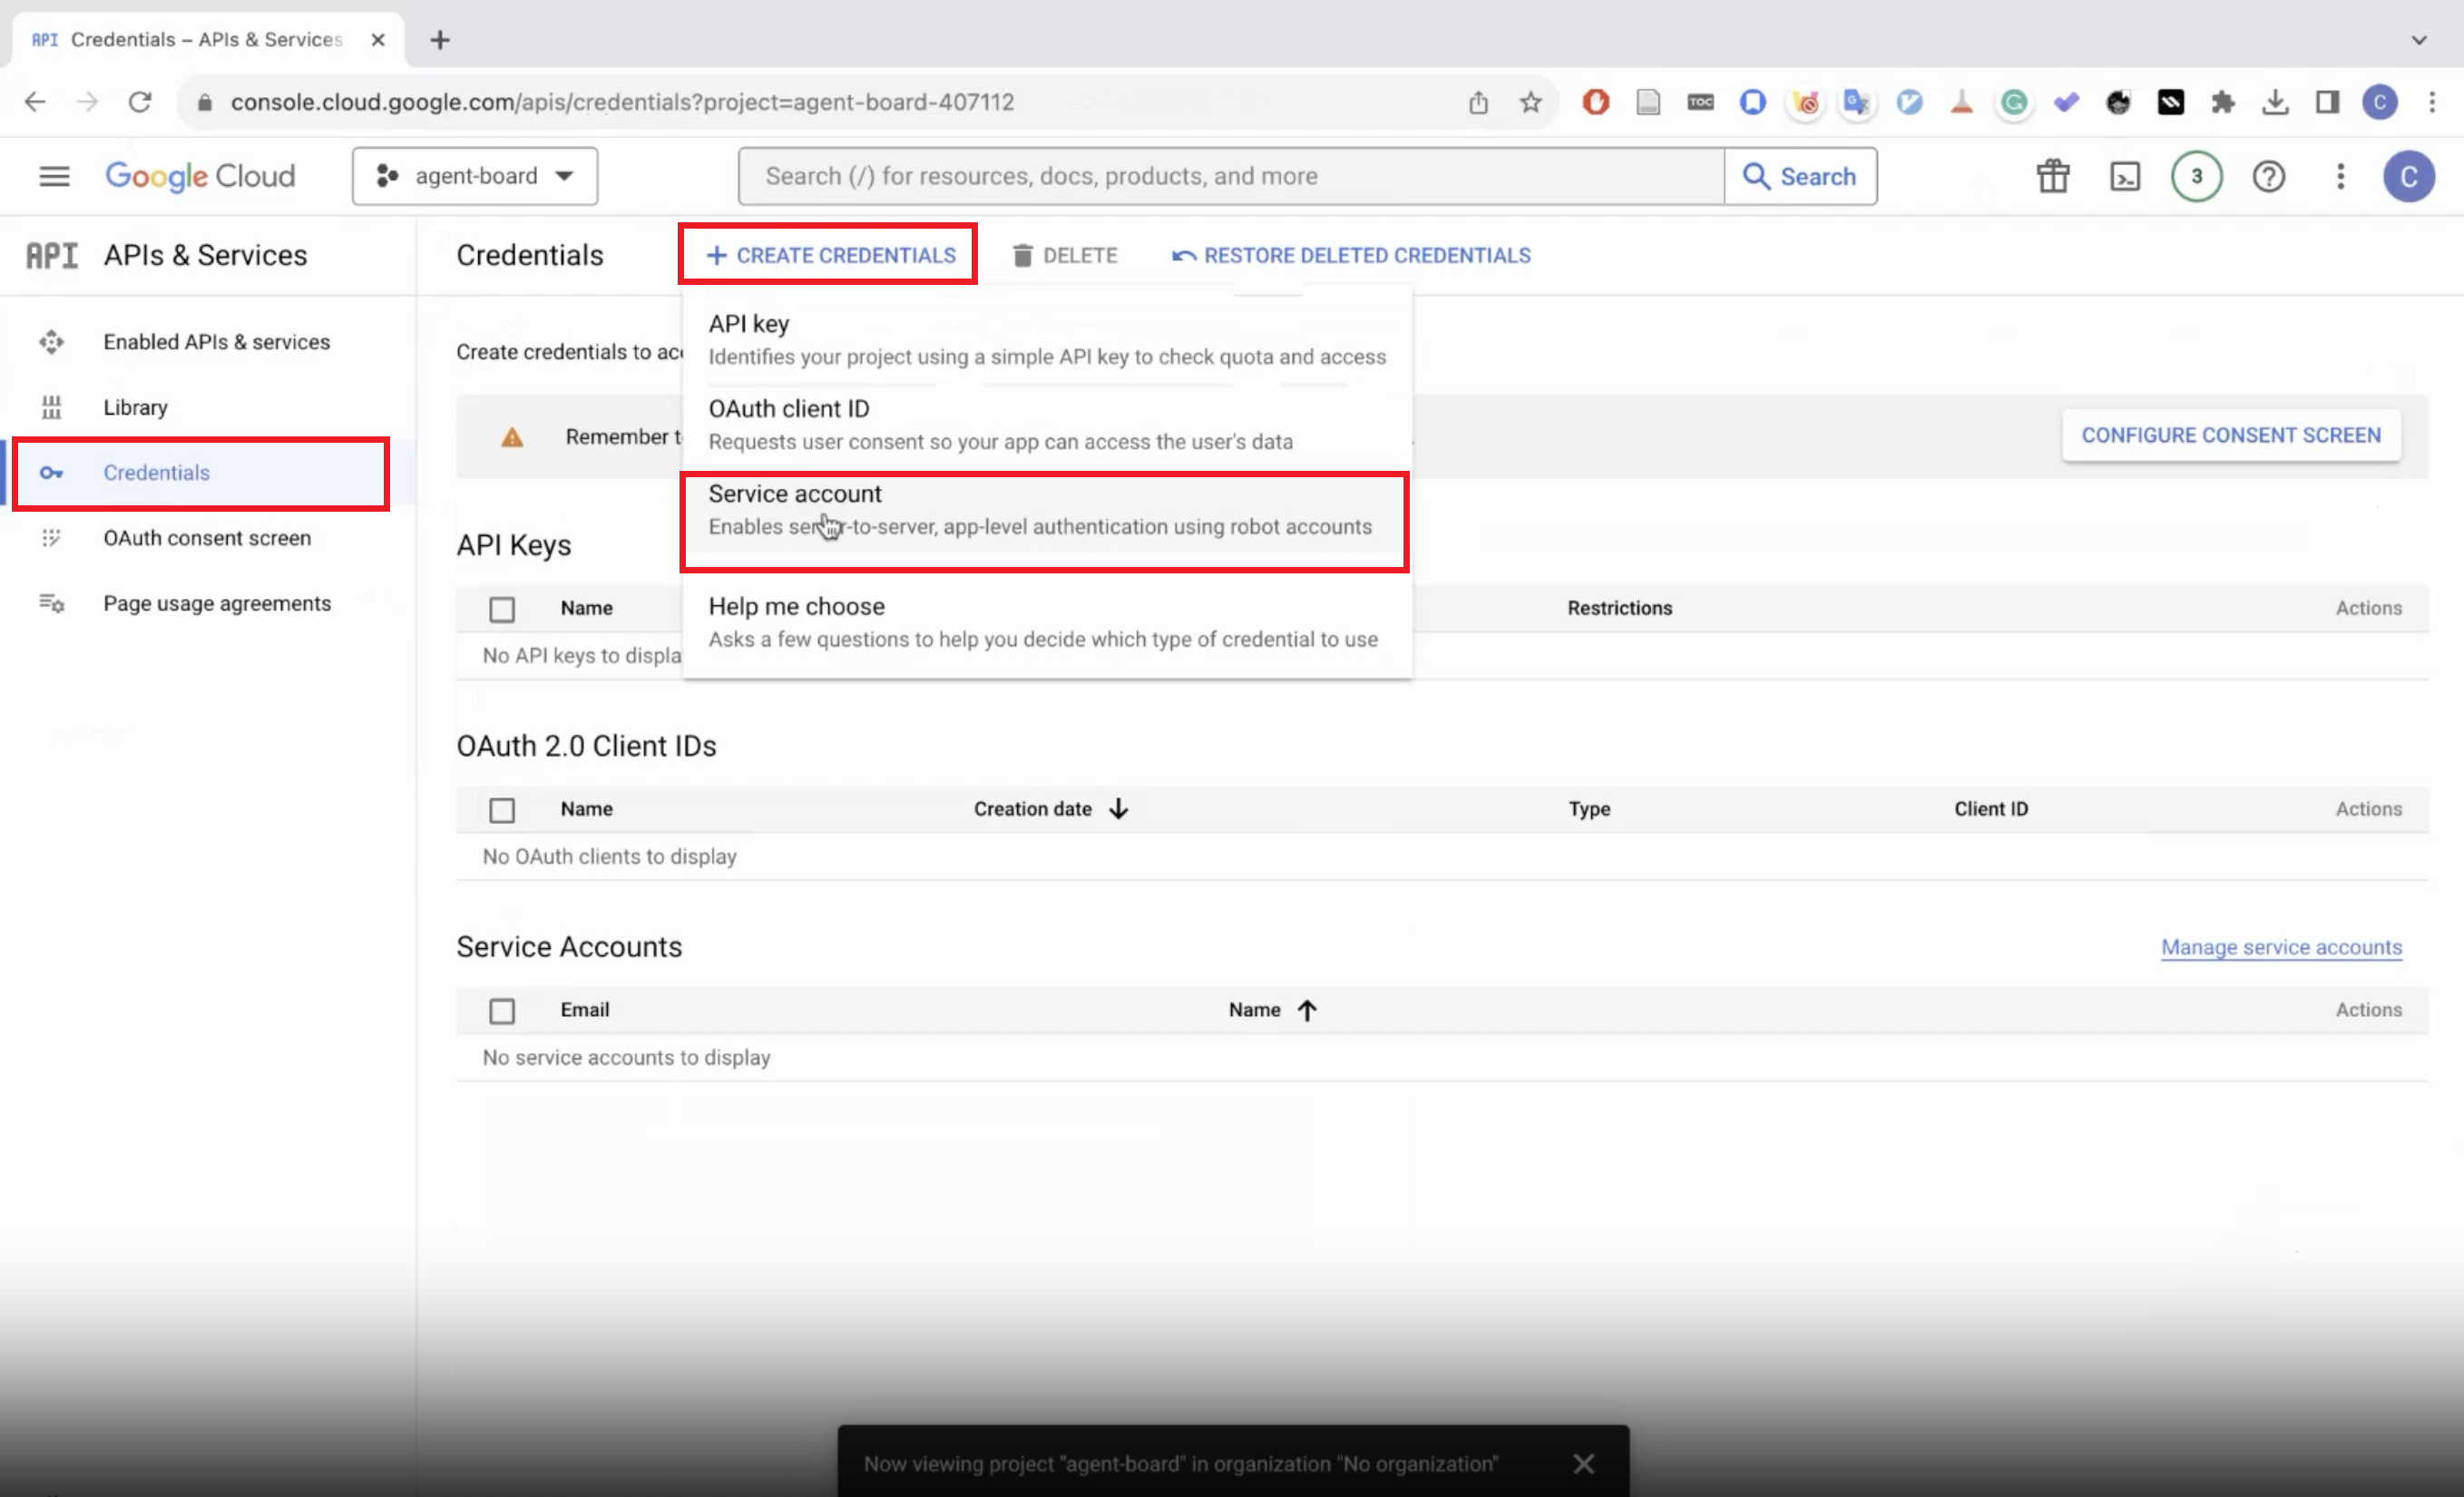 API Credentials – APIs & Services
console.cloud.google.com/apis/credentials?project=agent-board-407112
TOC
C
Google Cloud
agent-board
Search (/) for resources, docs, products, and more
Search
3
C
API APIs & Services
Credentials
+ CREATE CREDENTIALS
DELETE
RESTORE DELETED CREDENTIALS
Enabled APIs & services
Library
Credentials
OAuth consent screen
Page usage agreements
Create credentials to
Remember
CONFIGURE CONSENT SCREEN
API key
Identifies your project using a simple API key to check quota and access
OAuth client ID
Requests user consent so your app can access the user's data
Service account
Enables -to-server, app-level authentication using robot accounts
Help me choose
Asks a few questions to help you decide which type of credential to use
API Keys
Name Restrictions Actions
No API keys to
OAuth 2.0 Client IDs
Name Creation date Type Client ID Actions
No OAuth clients to display
Service Accounts
Manage service accounts
Email Name Actions
No service accounts to display
Now viewing project "agent-board" in organization "No organization"